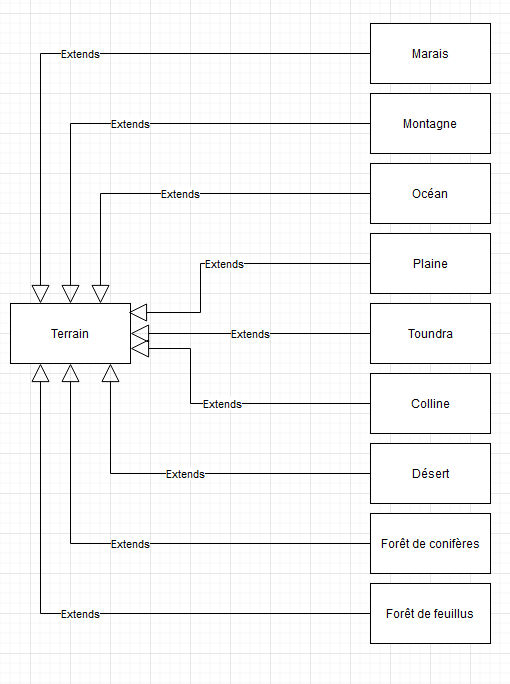 Extends
Marais
Extends
Montagne
Extends
Océan
Extends
Plaine
Terrain
Extends
Toundra
Extends
Colline
Extends
Désert
Extends
Forêt de conifères
Extends
Forêt de feuillus